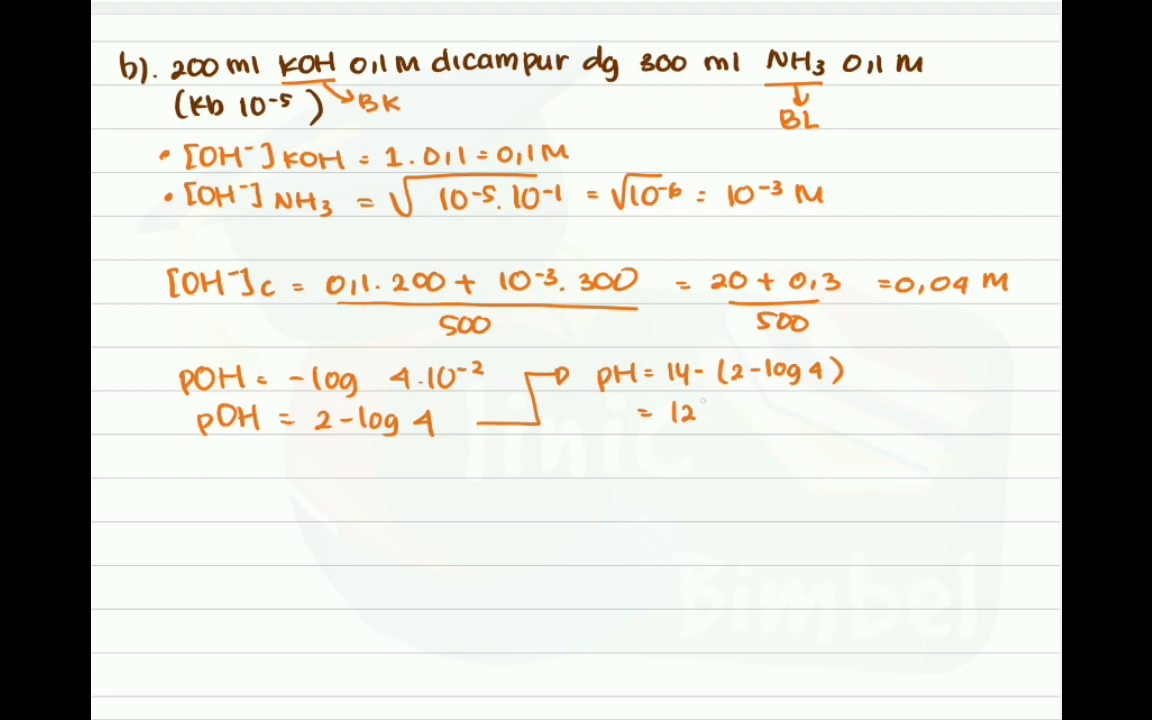 b). 200 ml KOH 0,1 M dicampur dg 300 ml NH3 0,1 M
(Kb 10⁻⁵) BK
BL
• [OH⁻] KOH = 1 . 0,1 = 0,1 M
• [OH⁻] NH3 = √10⁻⁵. 10⁻¹ = √10⁻⁶ = 10⁻³ M
[OH⁻]c = 0,1. 200 + 10⁻³. 300 = 20 + 0,3 = 0,04 M
500 500
pOH = -log 4.10⁻² pH = 14 - (2 - log 4)
pOH = 2 - log 4 = 12
Jinic
Bimbel